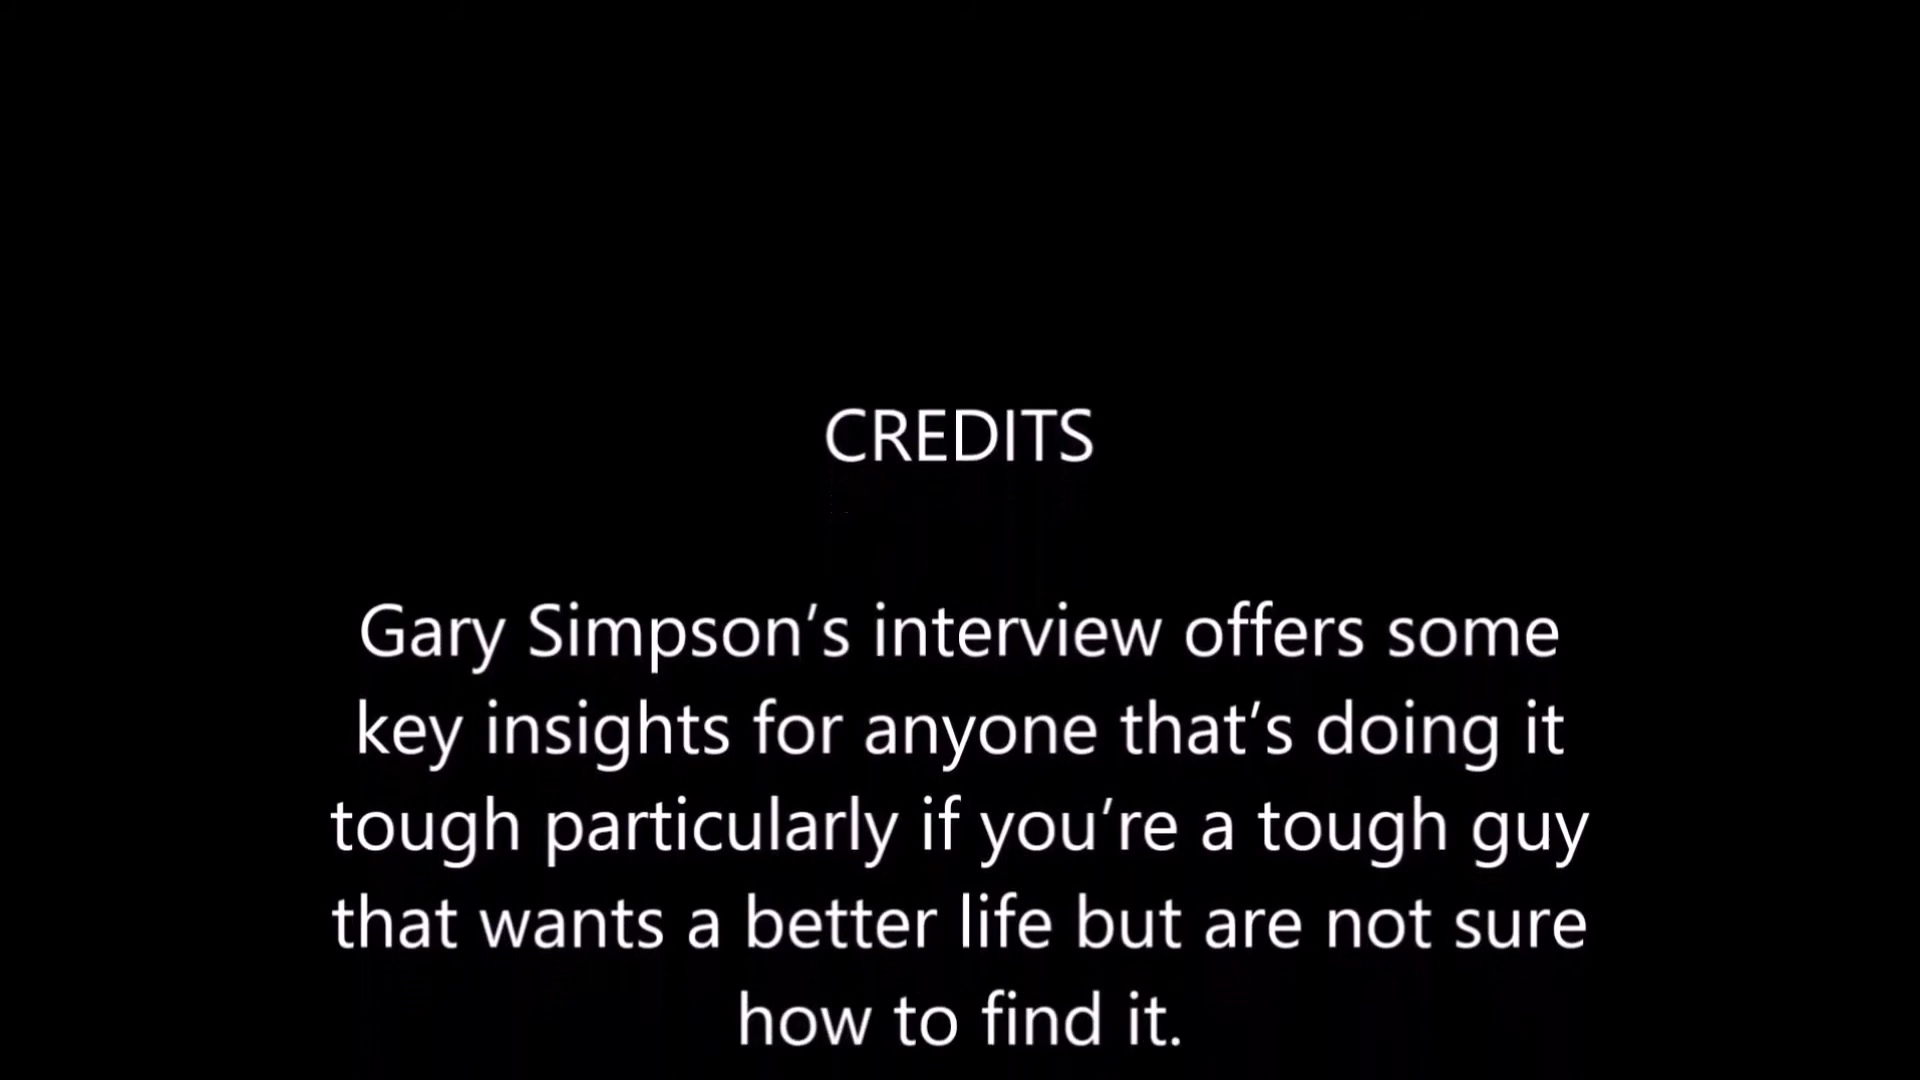 CREDITS
Gary Simpson’s interview offers some
key insights for anyone that’s doing it
tough particularly if you’re a tough guy
that wants a better life but are not sure
how to find it.